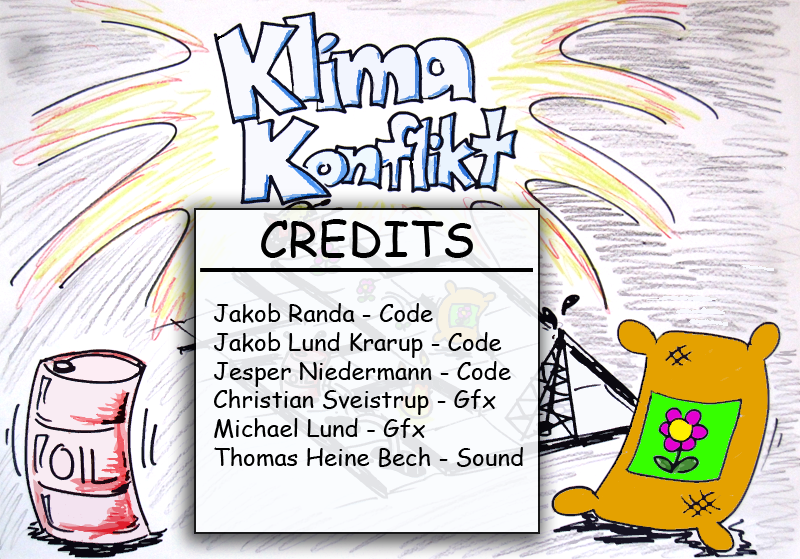 Klima
Konflikt
CREDITS
Jakob Randa - Code
Jakob Lund Krarup - Code
Jesper Niedermann - Code
Christian Sveistrup - Gfx
Michael Lund - Gfx
Thomas Heine Bech - Sound
OIL